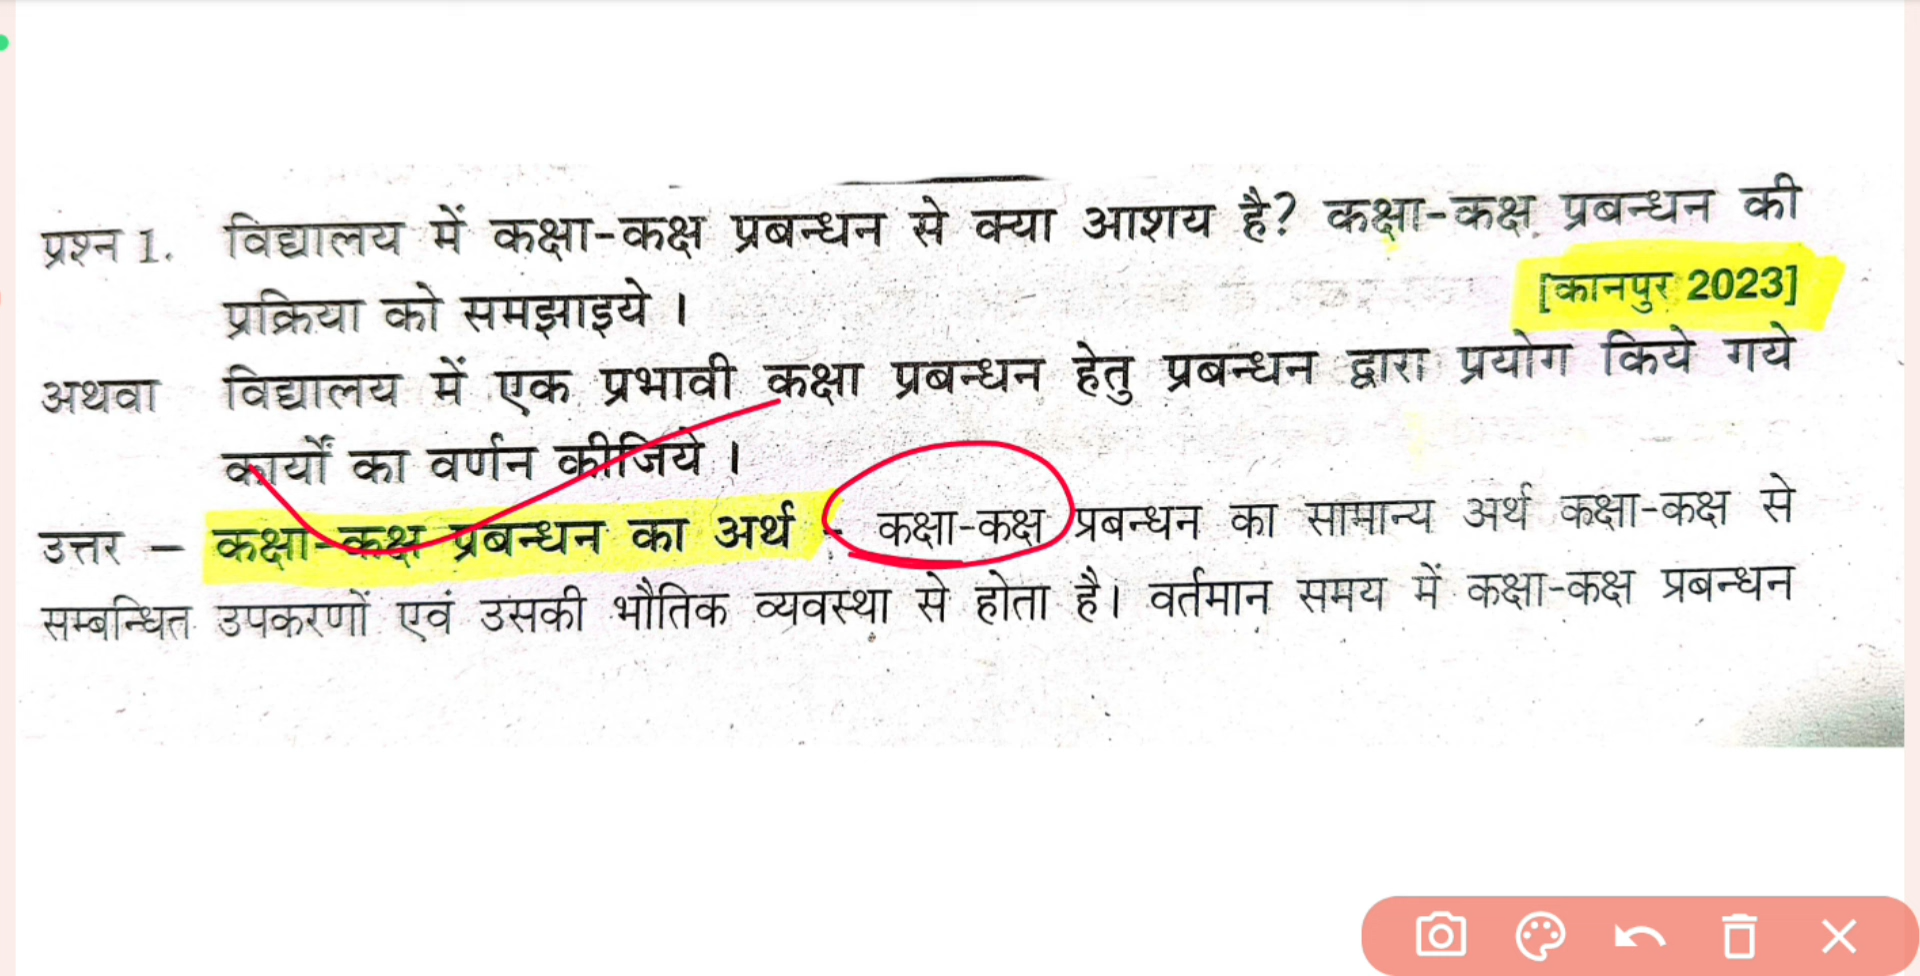 प्रश्न 1. विद्यालय में कक्षा-कक्ष प्रबन्धन से क्या आशय है? कक्षा-कक्ष प्रबन्धन की
प्रक्रिया को समझाइये । [कानपुर 2023]
अथवा विद्यालय में एक प्रभावी कक्षा प्रबन्धन हेतु प्रबन्धन द्वारा प्रयोग किये गये
कार्यों का वर्णन कीजिये ।
उत्तर – कक्षा-कक्ष प्रबन्धन का अर्थ - कक्षा-कक्ष प्रबन्धन का सामान्य अर्थ कक्षा-कक्ष से
सम्बन्धित उपकरणों एवं उसकी भौतिक व्यवस्था से होता है। वर्तमान समय में कक्षा-कक्ष प्रबन्धन